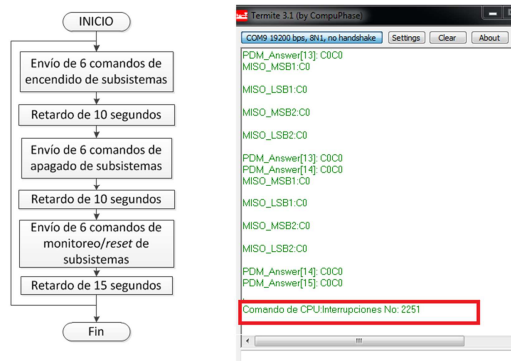 INICIO
Envío de 6 comandos de
encendido de subsistemas
Retardo de 10 segundos
Envío de 6 comandos de
apagado de subsistemas
Retardo de 10 segundos
Envío de 6 comandos de
monitoreo/reset de
subsistemas
Retardo de 15 segundos
Fin
Termite 3.1 (by CompuPhase)
COM9 19200 bps, 8N1, no handshake
Settings
Clear
About
PDM_Answer[13]: C0C0
MISO_MSB1:C0
MISO_LSB1:C0
MISO_MSB2:C0
MISO_LSB2:C0
PDM_Answer[13]: C0C0
PDM_Answer[14]: C0C0
MISO_MSB1:C0
MISO_LSB1:C0
MISO_MSB2:C0
MISO_LSB2:C0
PDM_Answer[14]: C0C0
PDM_Answer[15]: C0C0
Comando de CPU:Interrupciones No: 2251